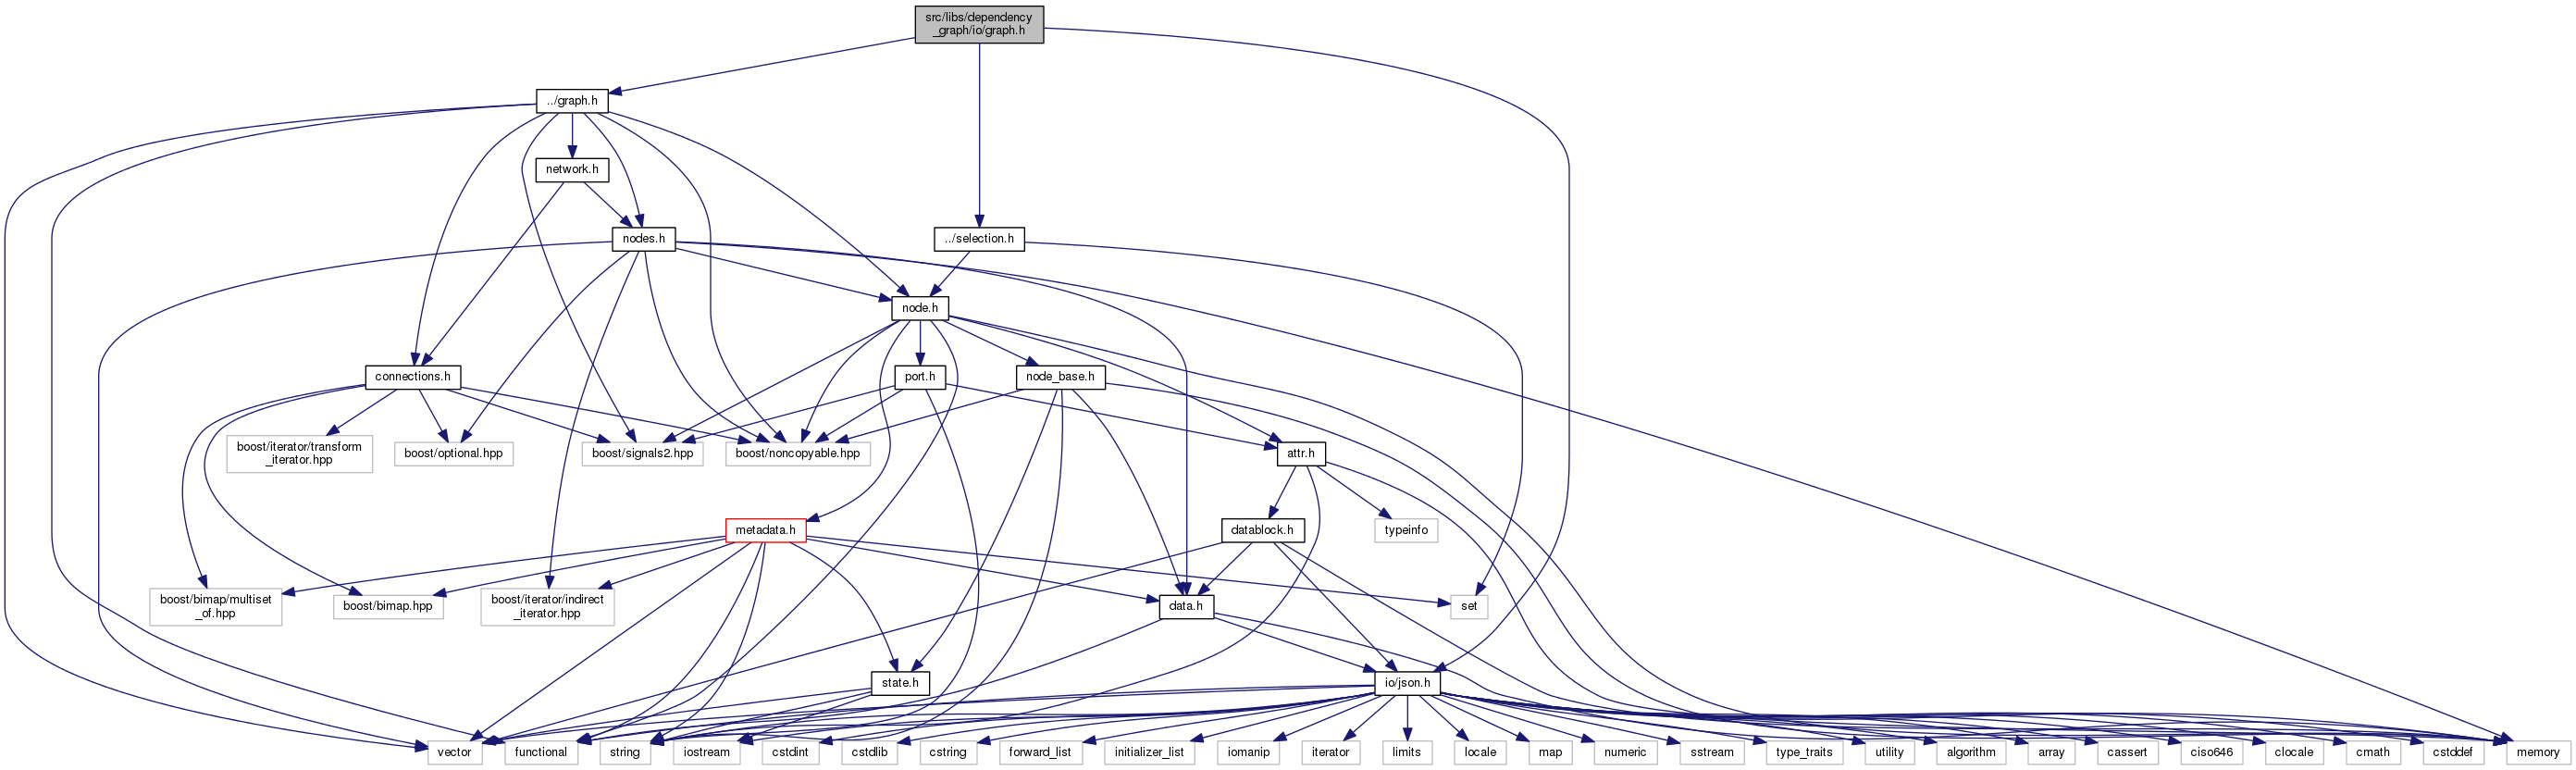 src/libs/dependency
_graph/io/graph.h
../graph.h
network.h
nodes.h
../selection.h
node.h
connections.h
port.h
node_base.h
boost/iterator/transform
_iterator.hpp
boost/optional.hpp
boost/signals2.hpp
boost/noncopyable.hpp
attr.h
metadata.h
datablock.h
typeinfo
boost/bimap/multiset
_of.hpp
boost/bimap.hpp
boost/iterator/indirect
_iterator.hpp
data.h
set
state.h
io/json.h
vector
functional
string
iostream
cstdint
cstdlib
cstring
forward_list
initializer_list
iomanip
iterator
limits
locale
map
numeric
sstream
type_traits
utility
algorithm
array
cassert
ciso646
clocale
cmath
cstddef
memory